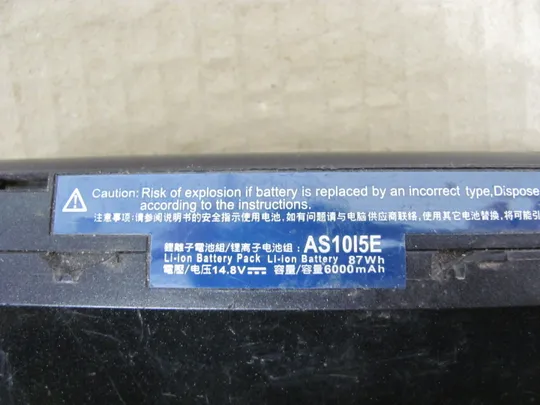 Caution: Risk of explosion if battery is replaced by an incorrect type,Dispose
according to the instructions.
注意事项:请参阅说明书的安全指示使用电池,如有问题请与电脑供应商联络,使用其它电池替换,将可能引
鋰離子電池組/锂离子电池组: AS10I5E
Li-ion Battery Pack Li-ion Battery 87Wh
電壓/电压14.8V⎓ 容量/容量6000mAh